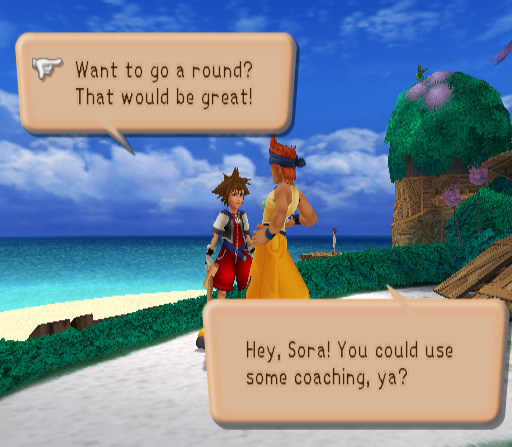 Want to go a round?
That would be great!
Hey, Sora! You could use
some coaching, ya?